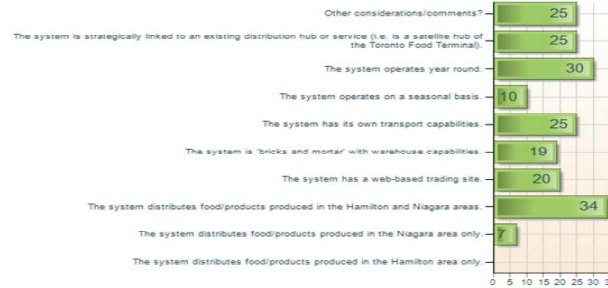 Other considerations/comments? 25
The system is strategically linked to an existing distribution hub or service (i.e. is a satellite hub of
the Toronto Food Terminal). 25
The system operates year round. 30
The system operates on a seasonal basis. 10
The system has its own transport capabilities. 25
The system is 'bricks and mortar' with warehouse capabilities. 19
The system has a web-based trading site. 20
The system distributes food/products produced in the Hamilton and Niagara areas. 34
The system distributes food/products produced in the Niagara area only. 7
The system distributes food/products produced in the Hamilton area only.
0 5 10 15 20 25 30